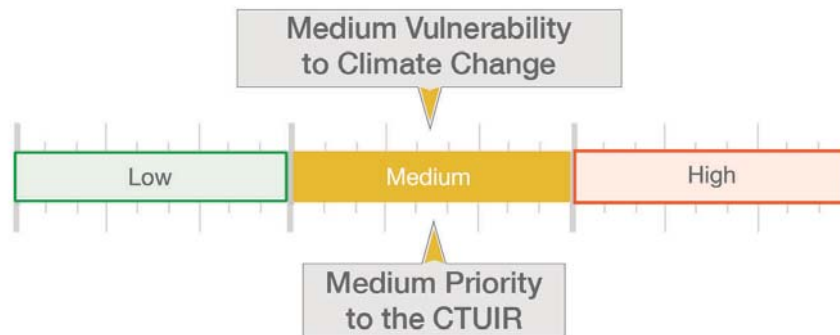 Medium Vulnerability
to Climate Change
Low
Medium
High
Medium Priority
to the CTUIR